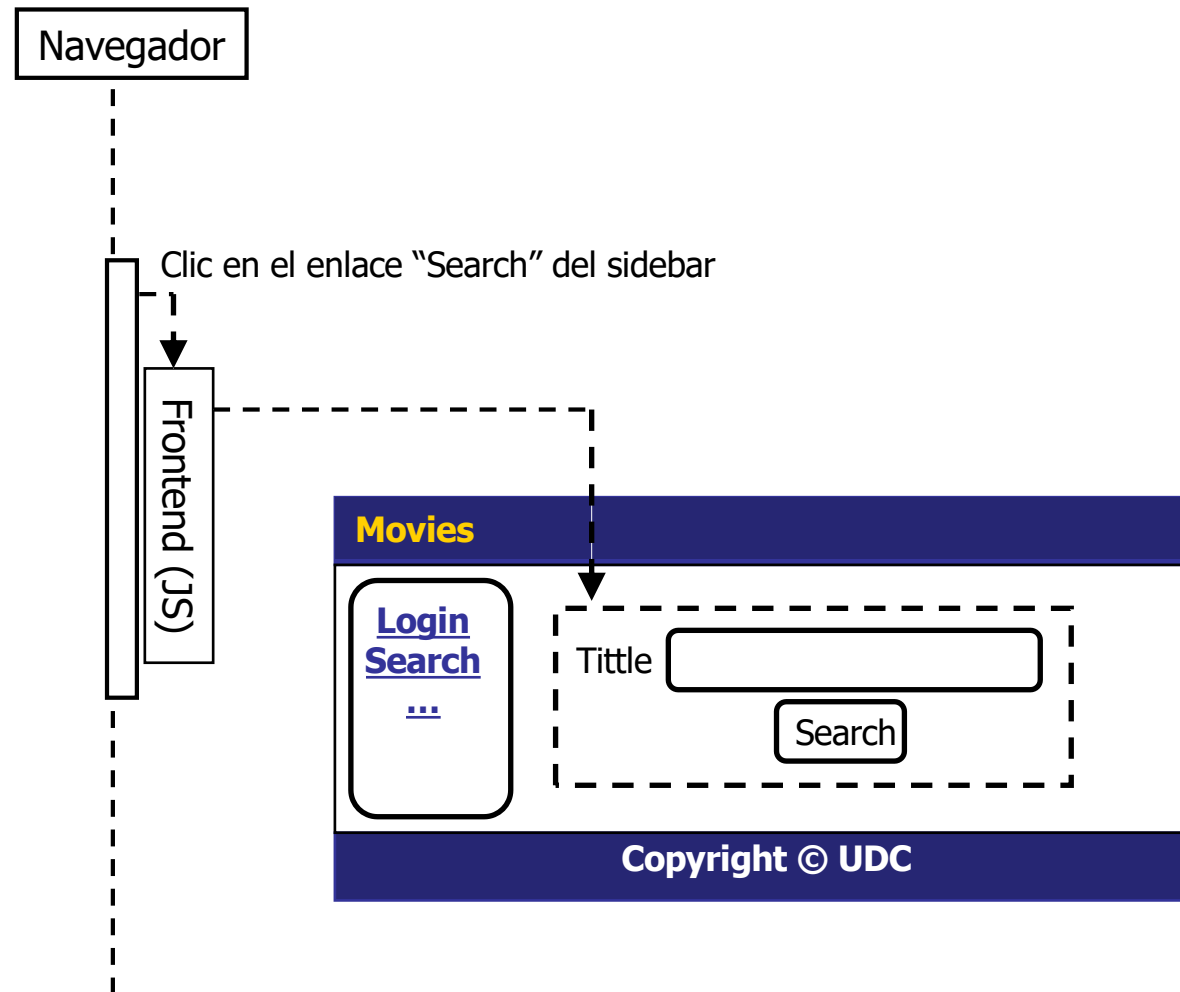 Navegador
Clic en el enlace “Search” del sidebar
Frontend (JS)
Movies
Login
Search
...
Tittle
Search
Copyright © UDC